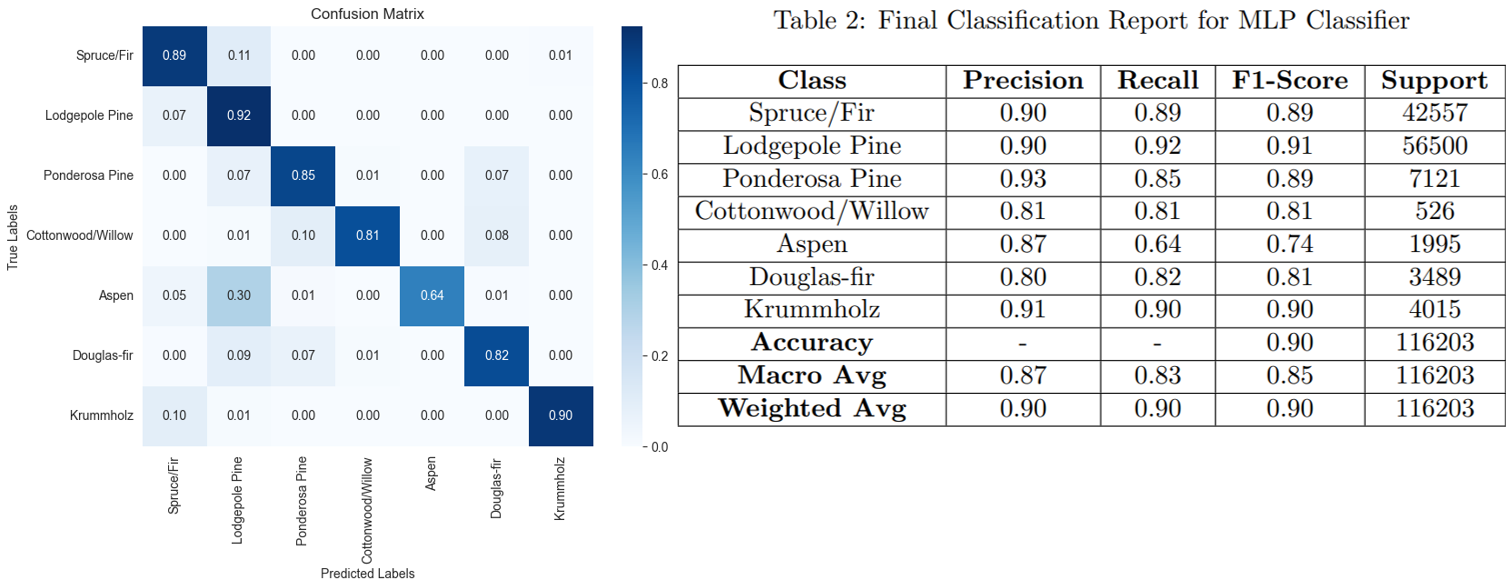 Confusion Matrix
True Labels
Spruce/Fir 0.89 0.11 0.00 0.00 0.00 0.00 0.01
Lodgepole Pine 0.07 0.92 0.00 0.00 0.00 0.00 0.00
Ponderosa Pine 0.00 0.07 0.85 0.01 0.00 0.07 0.00
Cottonwood/Willow 0.00 0.01 0.10 0.81 0.00 0.08 0.00
Aspen 0.05 0.30 0.01 0.00 0.64 0.01 0.00
Douglas-fir 0.00 0.09 0.07 0.01 0.00 0.82 0.00
Krummholz 0.10 0.01 0.00 0.00 0.00 0.00 0.90
Spruce/Fir
Lodgepole Pine
Ponderosa Pine
Cottonwood/Willow
Aspen
Douglas-fir
Krummholz
Predicted Labels
0.8
0.6
0.4
0.2
0.0
Table 2: Final Classification Report for MLP Classifier
Class Precision Recall F1-Score Support
Spruce/Fir 0.90 0.89 0.89 42557
Lodgepole Pine 0.90 0.92 0.91 56500
Ponderosa Pine 0.93 0.85 0.89 7121
Cottonwood/Willow 0.81 0.81 0.81 526
Aspen 0.87 0.64 0.74 1995
Douglas-fir 0.80 0.82 0.81 3489
Krummholz 0.91 0.90 0.90 4015
Accuracy - - 0.90 116203
Macro Avg 0.87 0.83 0.85 116203
Weighted Avg 0.90 0.90 0.90 116203